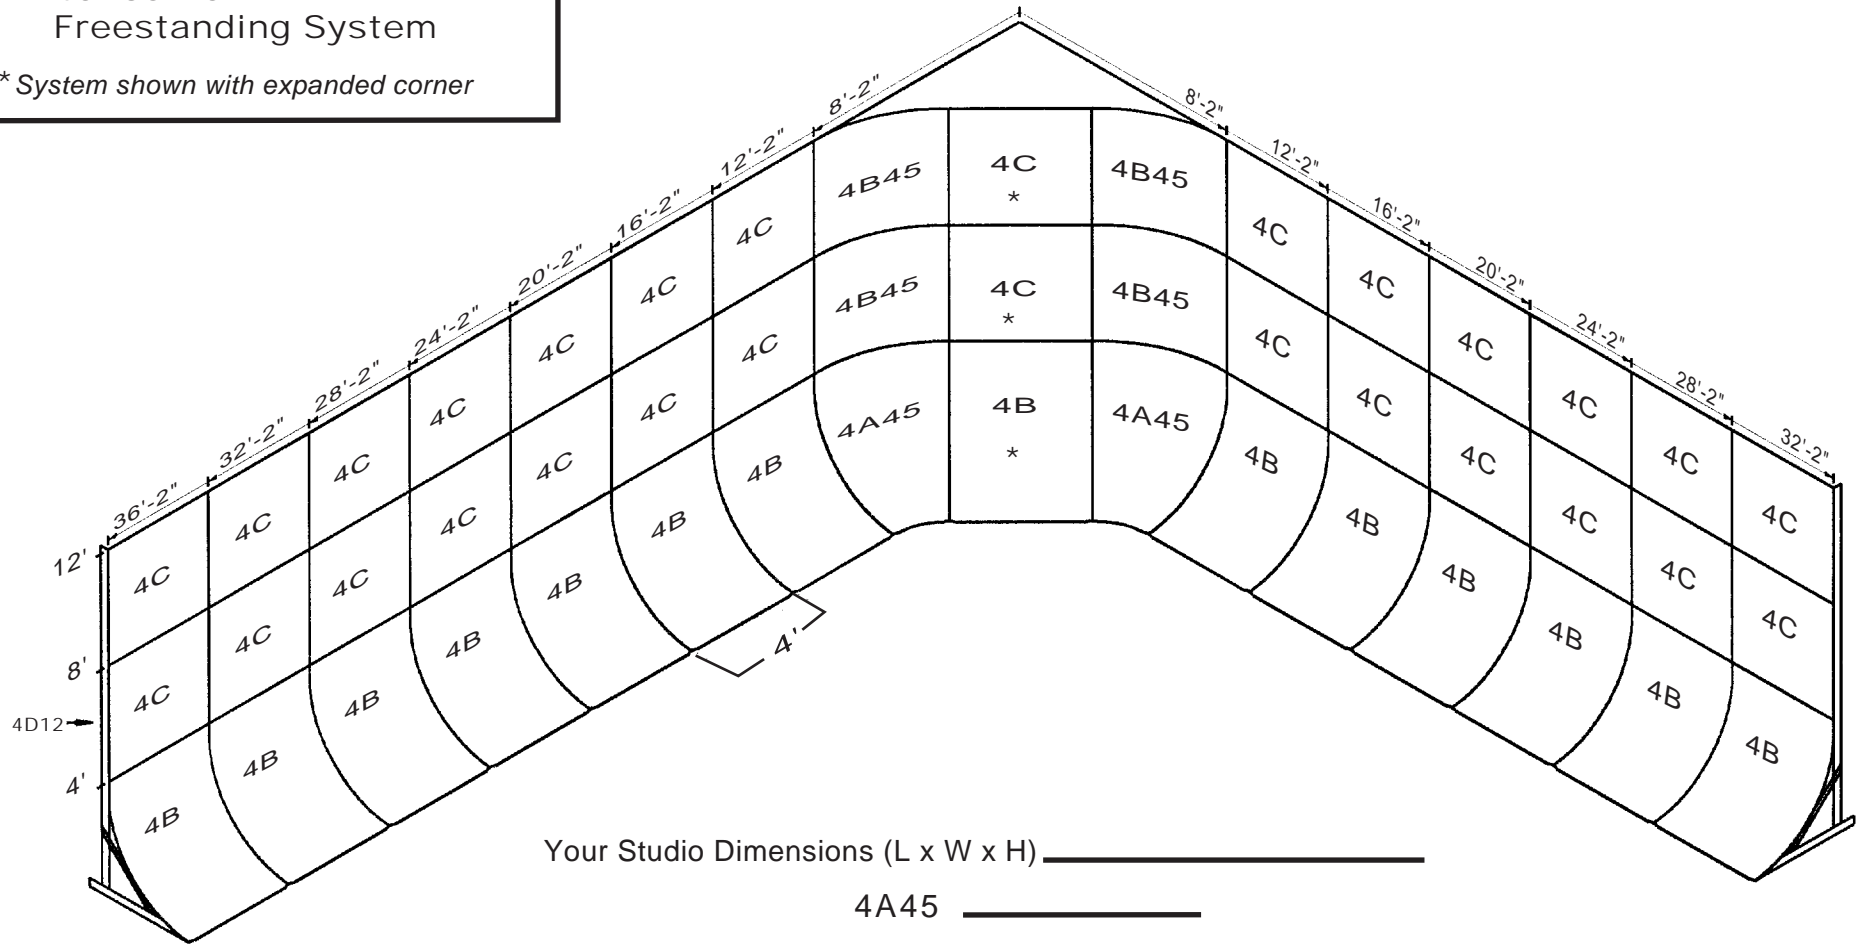 Freestanding System
* System shown with expanded corner
8'-2"
12'-2"
16'-2"
20'-2"
24'-2"
28'-2"
32'-2"
36'-2"
8'-2"
12'-2"
16'-2"
20'-2"
24'-2"
28'-2"
32'-2"
12'
8'
4D12
4'
4C 4C 4C 4C 4C 4C 4C 4B45 4C * 4B45 4C 4C 4C 4C 4C 4C
4C 4C 4C 4C 4C 4C 4C 4B45 4C * 4B45 4C 4C 4C 4C 4C 4C
4B 4B 4B 4B 4B 4B 4B 4A45 4B * 4A45 4B 4B 4B 4B 4B 4B
4'
Your Studio Dimensions (L x W x H)
4A45